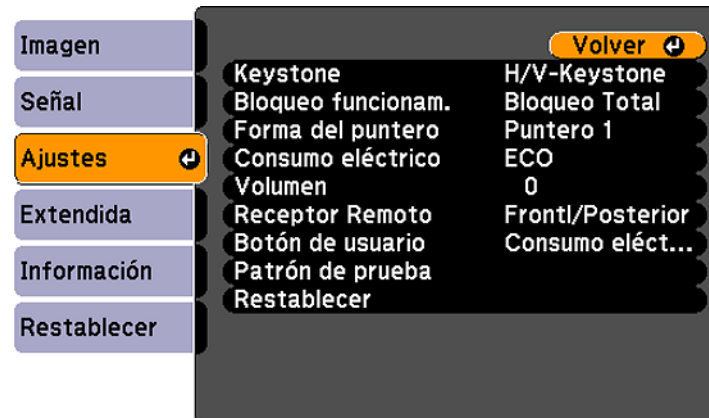 Imagen
Señal
Ajustes
Extendida
Información
Restablecer
Volver
Keystone H/V-Keystone
Bloqueo funcionam. Bloqueo Total
Forma del puntero Puntero 1
Consumo eléctrico ECO
Volumen 0
Receptor Remoto Frontl/Posterior
Botón de usuario Consumo eléct...
Patrón de prueba
Restablecer